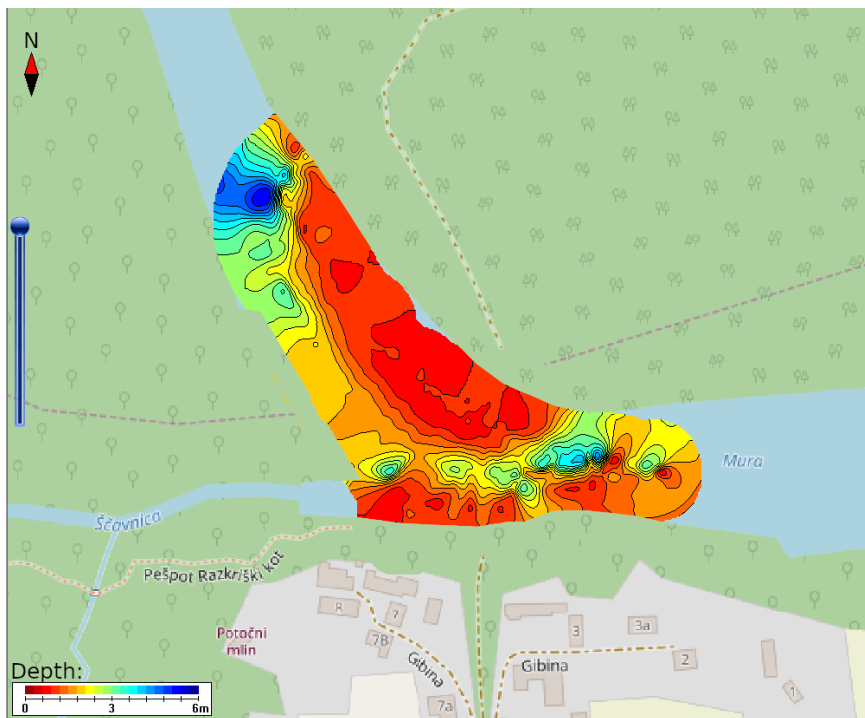 N
Mura
Ščavnica
Pešpot Razkriški kot
8
7
7B
3
3a
Potočni
mlin
Gibina
Gibina
2
1
7a
Depth:
0 3 6m